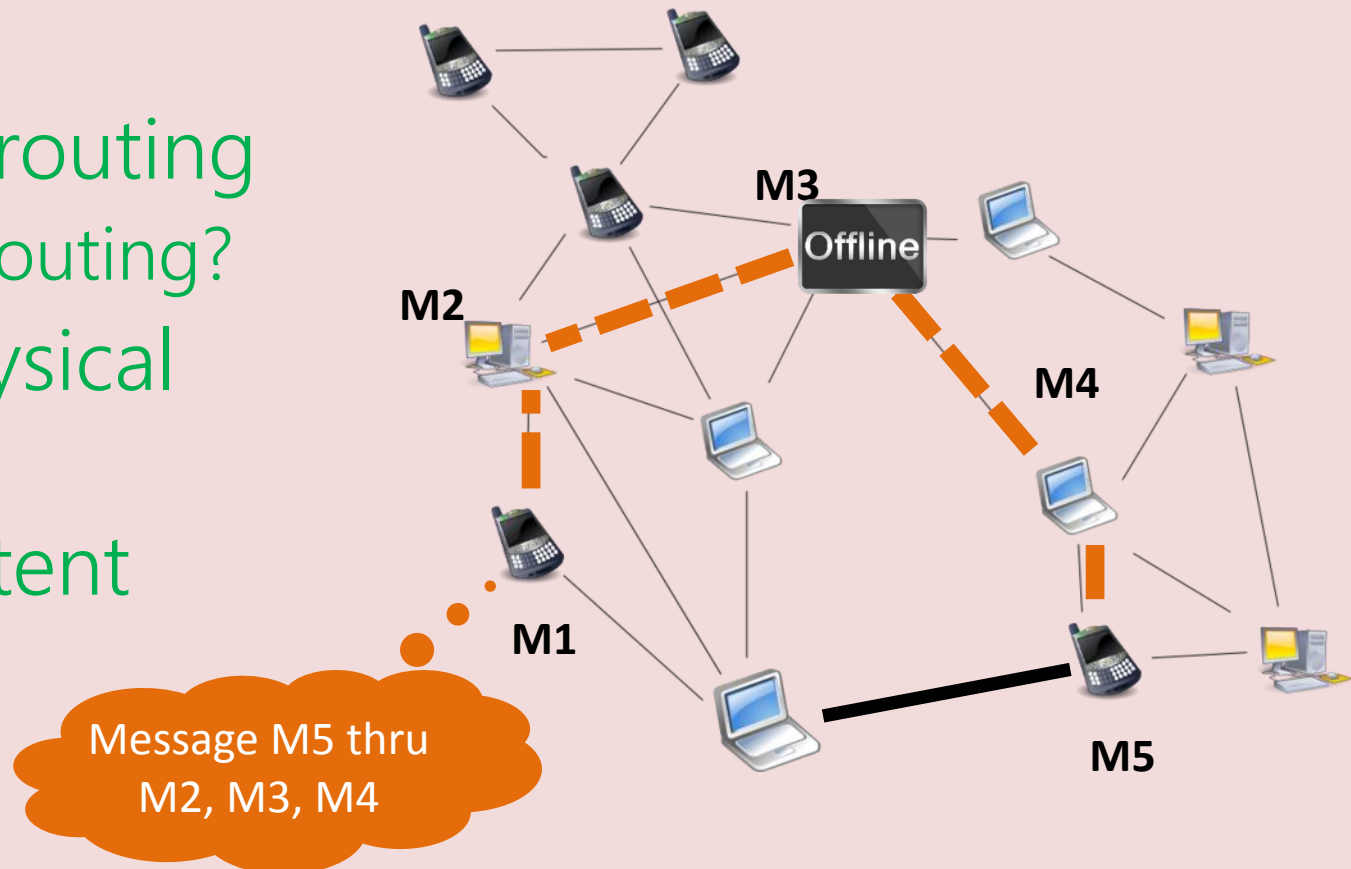 routing
outing?
ysical
tent
M3
Offline
M2
M4
M1
Message M5 thru
M2, M3, M4
M5